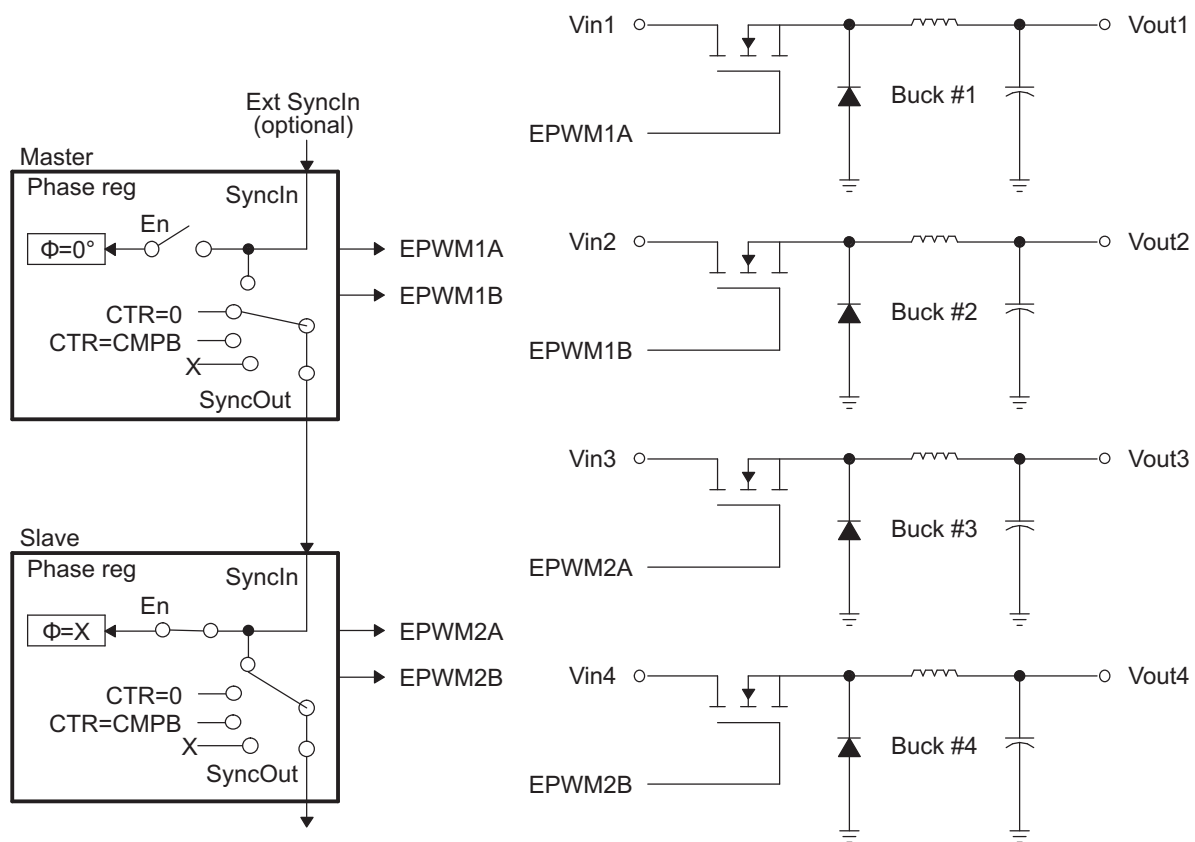 Ext SyncIn
(optional)
Master
Phase reg
SyncIn
En
Φ=0°
EPWM1A
EPWM1B
CTR=0
CTR=CMPB
X
SyncOut
Slave
Phase reg
SyncIn
En
Φ=X
EPWM2A
EPWM2B
CTR=0
CTR=CMPB
X
SyncOut
Vin1
Vout1
Buck #1
EPWM1A
Vin2
Vout2
Buck #2
EPWM1B
Vin3
Vout3
Buck #3
EPWM2A
Vin4
Vout4
Buck #4
EPWM2B